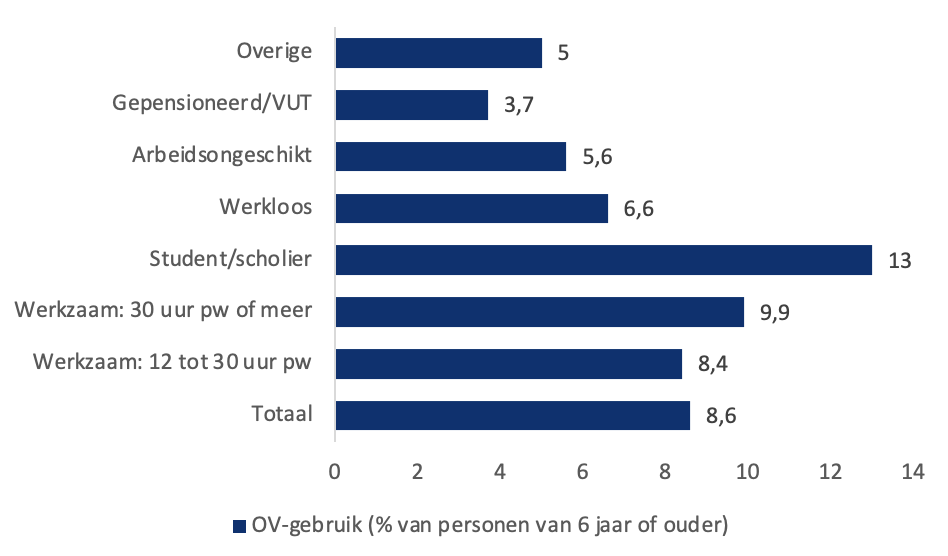 Overige
5
Gepensioneerd/VUT
3,7
Arbeidsongeschikt
5,6
Werkloos
6,6
Student/scholier
13
Werkzaam: 30 uur pw of meer
9,9
Werkzaam: 12 tot 30 uur pw
8,4
Totaal
8,6
0 2 4 6 8 10 12 14
OV-gebruik (% van personen van 6 jaar of ouder)